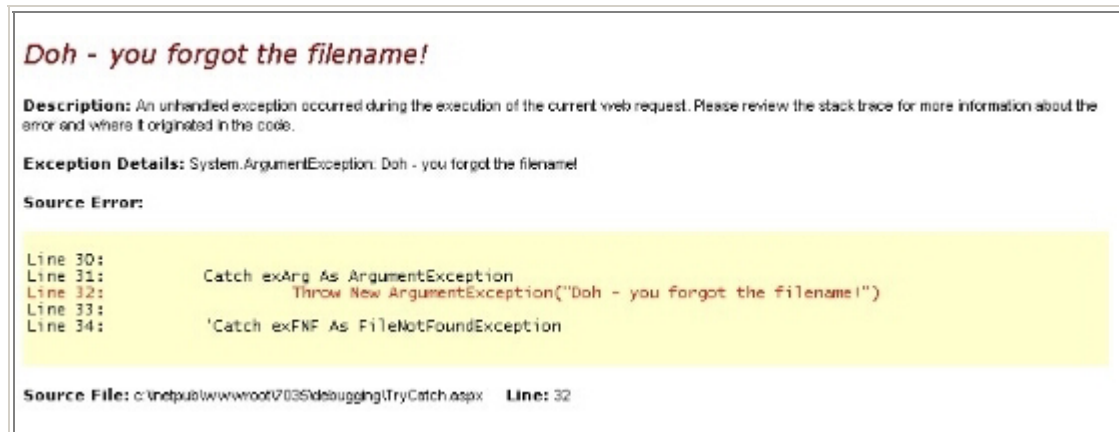 Doh - you forgot the filename!
Description: An unhandled exception occurred during the execution of the current web request. Please review the stack trace for more information about the
error and where it originated in the code.
Exception Details: System.ArgumentException: Doh - you forgot the filename!
Source Error:
Line 30:
Line 31: Catch exArg As ArgumentException
Line 32: Throw New ArgumentException("Doh - you forgot the filename!")
Line 33:
Line 34: 'Catch exFNF As FileNotFoundException
Source File: c:\inetpub\wwwroot\7035\debugging\TryCatch.aspx Line: 32